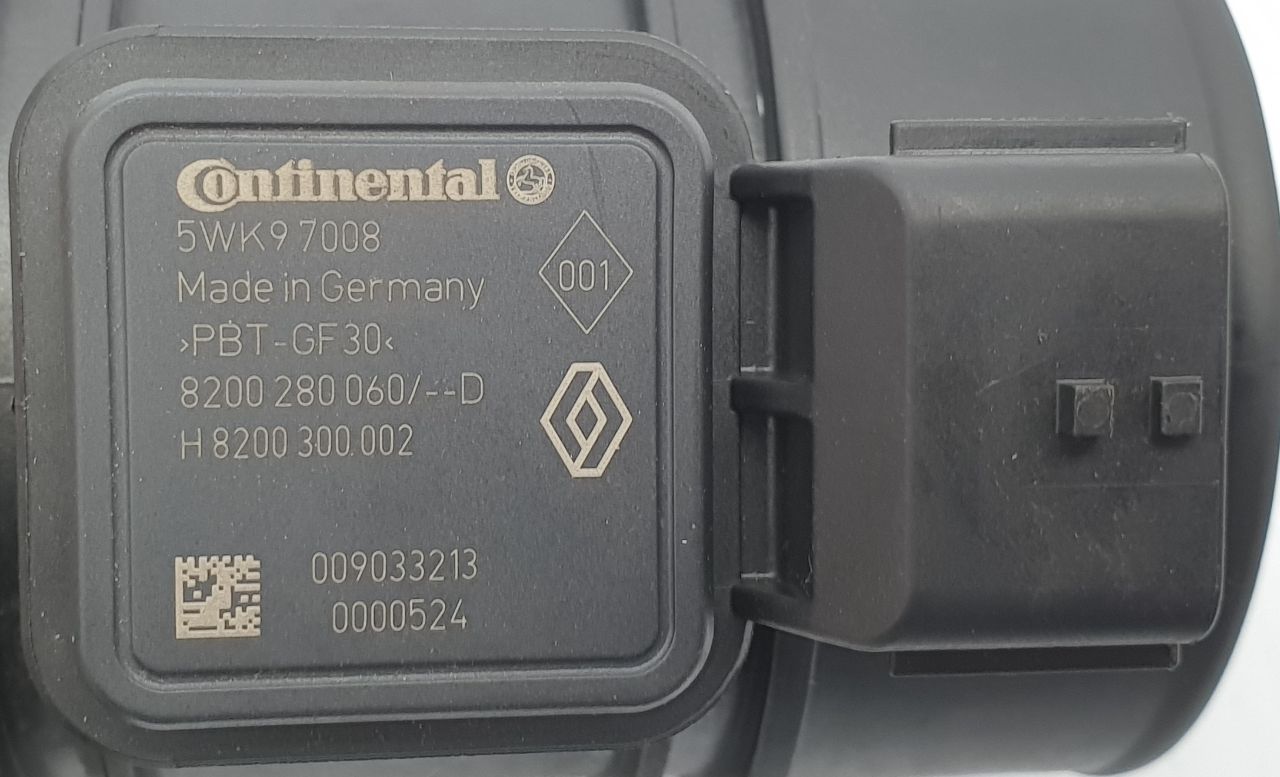 Continental
5WK9 7008
Made in Germany
001
>PBT-GF30<
8200 280 060/--D
H 8200 300 002
009033213
0000524